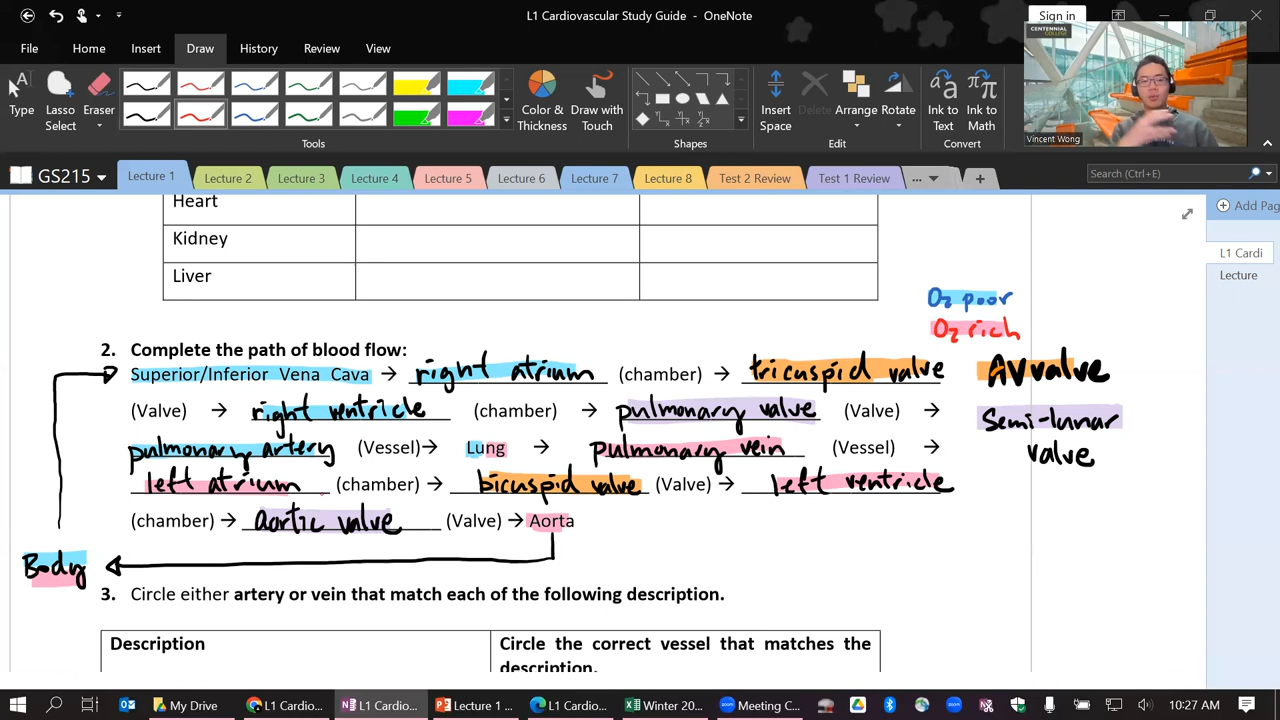 L1 Cardiovascular Study Guide - OneNote
Sign in
File Home Insert Draw History Review View
CENTENNIAL COLLEGE
Type Lasso Select Eraser Color & Thickness Draw with Touch Insert Space Delete Arrange Rotate Ink to Text Ink to Math
Tools Shapes Edit Convert
Vincent Wong
GS215 Lecture 1 Lecture 2 Lecture 3 Lecture 4 Lecture 5 Lecture 6 Lecture 7 Lecture 8 Test 2 Review Test 1 Review ... Search (Ctrl+E)
Add Pag
L1 Cardi
Lecture
Heart
Kidney
Liver
O2 poor
O2 rich
2. Complete the path of blood flow:
Superior/Inferior Vena Cava → right atrium (chamber) → tricuspid valve AV valve
(Valve) → right ventricle (chamber) → pulmonary valve (Valve) → Semi-lunar
pulmonary artery (Vessel)→ Lung → pulmonary vein (Vessel) → valve
left atrium (chamber) → bicuspid valve (Valve) → left ventricle
(chamber) → aortic valve (Valve) → Aorta
Body
3. Circle either artery or vein that match each of the following description.
Description Circle the correct vessel that matches the
description.
My Drive L1 Cardio... L1 Cardio... Lecture 1 ... L1 Cardio... Winter 20... Meeting C... 10:27 AM